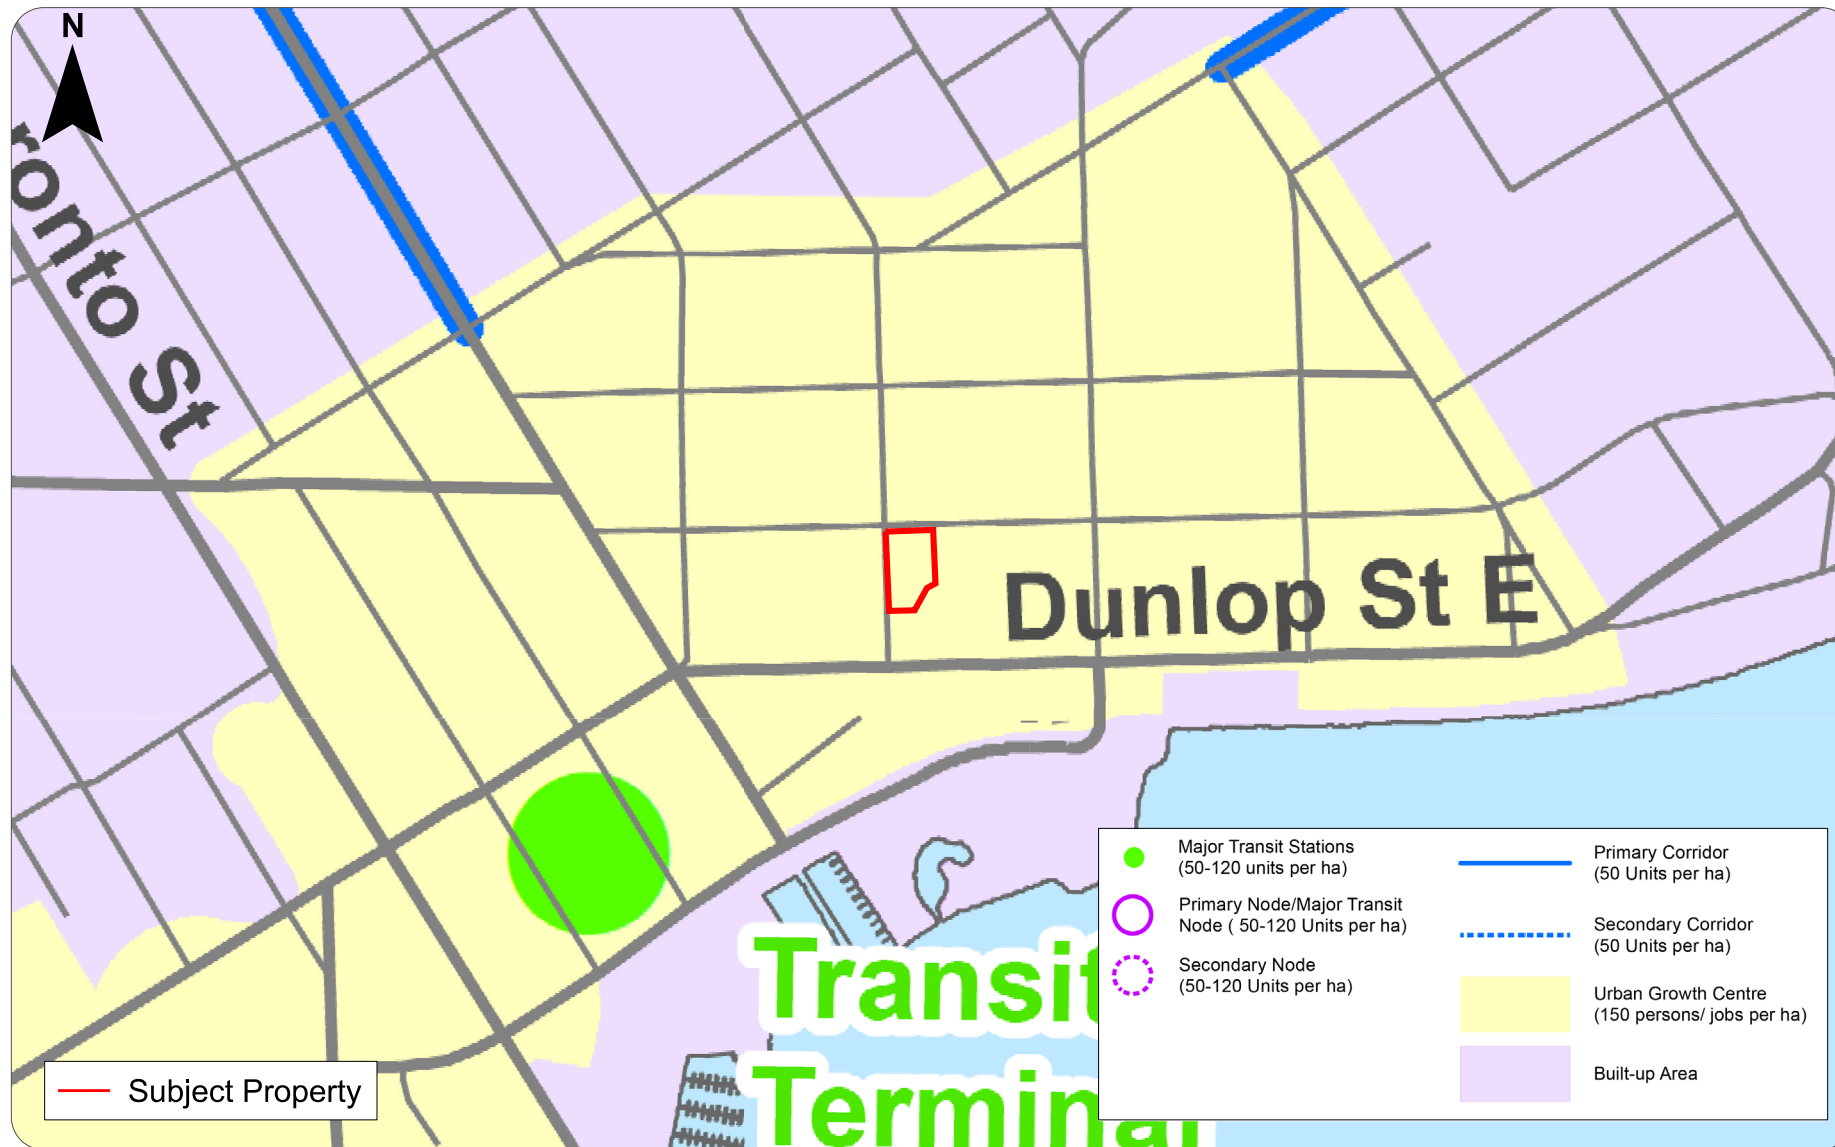 N
ronto St
Dunlop St E
Transit
Terminal
Major Transit Stations
(50-120 units per ha)
Primary Node/Major Transit
Node ( 50-120 Units per ha)
Secondary Node
(50-120 Units per ha)
Primary Corridor
(50 Units per ha)
Secondary Corridor
(50 Units per ha)
Urban Growth Centre
(150 persons/ jobs per ha)
Built-up Area
Subject Property